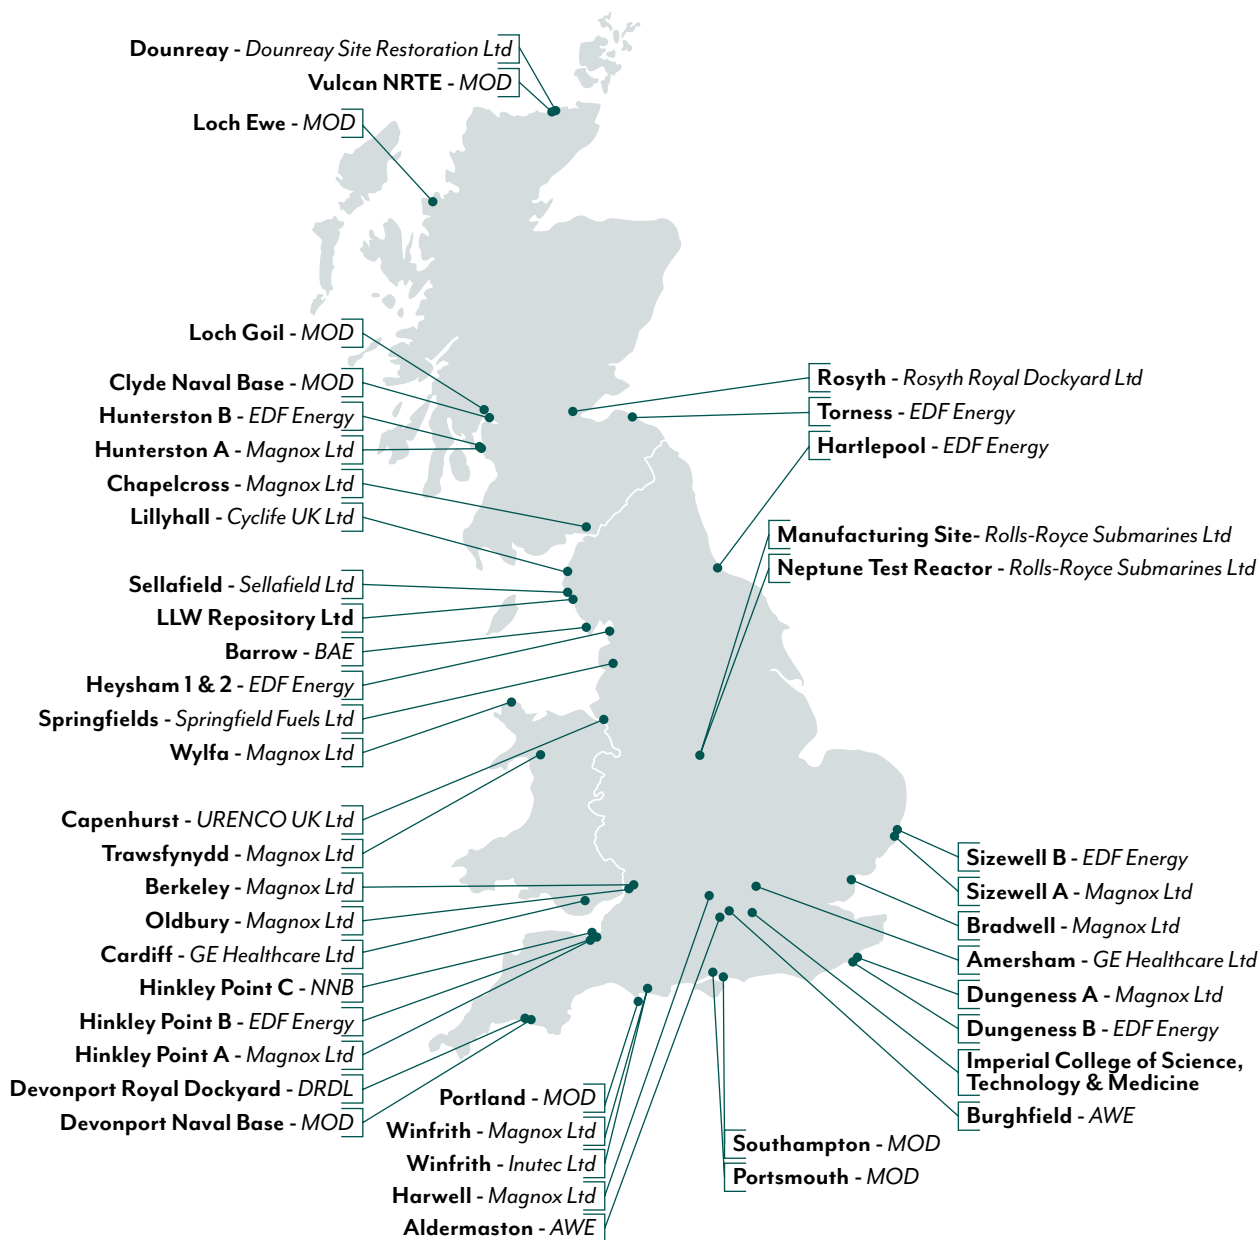 Dounreay - Dounreay Site Restoration Ltd
Vulcan NRTE - MOD
Loch Ewe - MOD
Loch Goil - MOD
Clyde Naval Base - MOD
Hunterston B - EDF Energy
Hunterston A - Magnox Ltd
Chapelcross - Magnox Ltd
Lillyhall - Cyclife UK Ltd
Sellafield - Sellafield Ltd
LLW Repository Ltd
Barrow - BAE
Heysham 1 & 2 - EDF Energy
Springfields - Springfield Fuels Ltd
Wylfa - Magnox Ltd
Capenhurst - URENCO UK Ltd
Trawsfynydd - Magnox Ltd
Berkeley - Magnox Ltd
Oldbury - Magnox Ltd
Cardiff - GE Healthcare Ltd
Hinkley Point C - NNB
Hinkley Point B - EDF Energy
Hinkley Point A - Magnox Ltd
Devonport Royal Dockyard - DRDL
Devonport Naval Base - MOD
Portland - MOD
Winfrith - Magnox Ltd
Winfrith - Inutec Ltd
Harwell - Magnox Ltd
Aldermaston - AWE
Rosyth - Rosyth Royal Dockyard Ltd
Torness - EDF Energy
Hartlepool - EDF Energy
Manufacturing Site- Rolls-Royce Submarines Ltd
Neptune Test Reactor - Rolls-Royce Submarines Ltd
Sizewell B - EDF Energy
Sizewell A - Magnox Ltd
Bradwell - Magnox Ltd
Amersham - GE Healthcare Ltd
Dungeness A - Magnox Ltd
Dungeness B - EDF Energy
Imperial College of Science,
Technology & Medicine
Burghfield - AWE
Southampton - MOD
Portsmouth - MOD